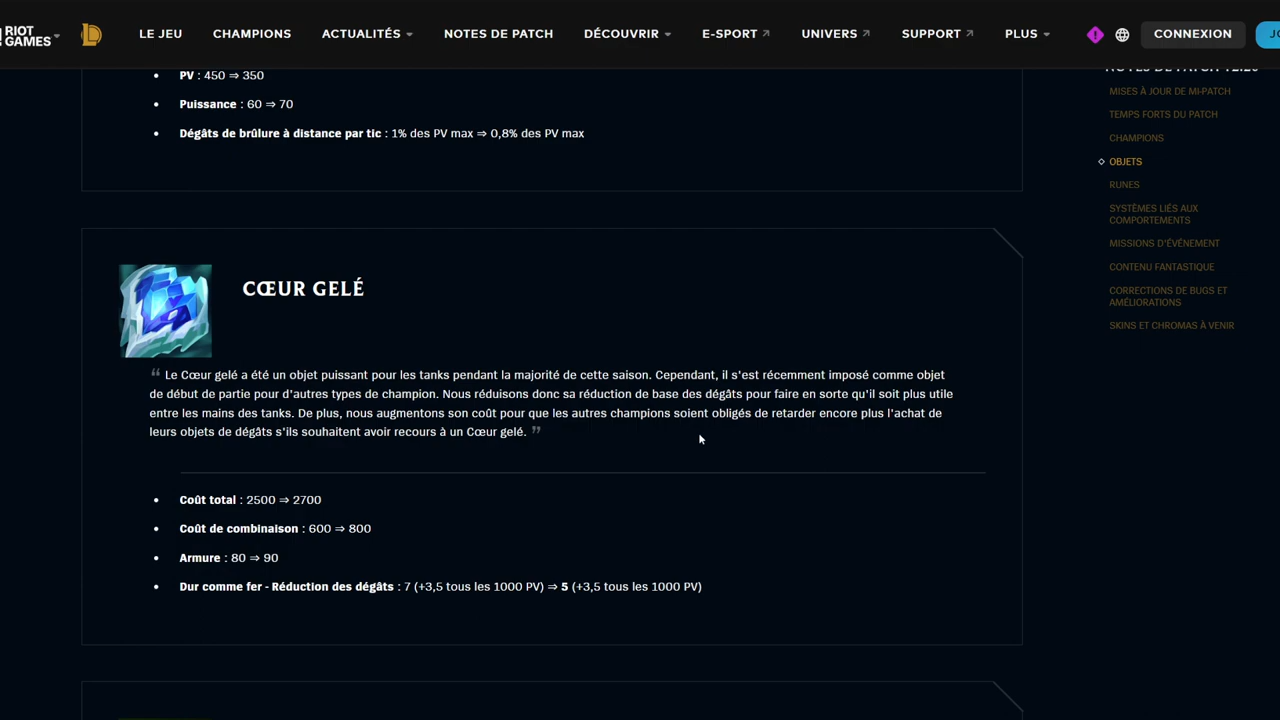 RIOT GAMES
LE JEU
CHAMPIONS
ACTUALITÉS
NOTES DE PATCH
DÉCOUVRIR
E-SPORT
UNIVERS
SUPPORT
PLUS
CONNEXION
PV : 450 ⇒ 350
Puissance : 60 ⇒ 70
Dégâts de brûlure à distance par tic : 1% des PV max ⇒ 0,8% des PV max
CŒUR GELÉ
“ Le Cœur gelé a été un objet puissant pour les tanks pendant la majorité de cette saison. Cependant, il s'est récemment imposé comme objet
de début de partie pour d'autres types de champion. Nous réduisons donc sa réduction de base des dégâts pour faire en sorte qu'il soit plus utile
entre les mains des tanks. De plus, nous augmentons son coût pour que les autres champions soient obligés de retarder encore plus l'achat de
leurs objets de dégâts s'ils souhaitent avoir recours à un Cœur gelé. ”
Coût total : 2500 ⇒ 2700
Coût de combinaison : 600 ⇒ 800
Armure : 80 ⇒ 90
Dur comme fer - Réduction des dégâts : 7 (+3,5 tous les 1000 PV) ⇒ 5 (+3,5 tous les 1000 PV)
MISES À JOUR DE MI-PATCH
TEMPS FORTS DU PATCH
CHAMPIONS
OBJETS
RUNES
SYSTÈMES LIÉS AUX
COMPORTEMENTS
MISSIONS D'ÉVÉNEMENT
CONTENU FANTASTIQUE
CORRECTIONS DE BUGS ET
AMÉLIORATIONS
SKINS ET CHROMAS À VENIR